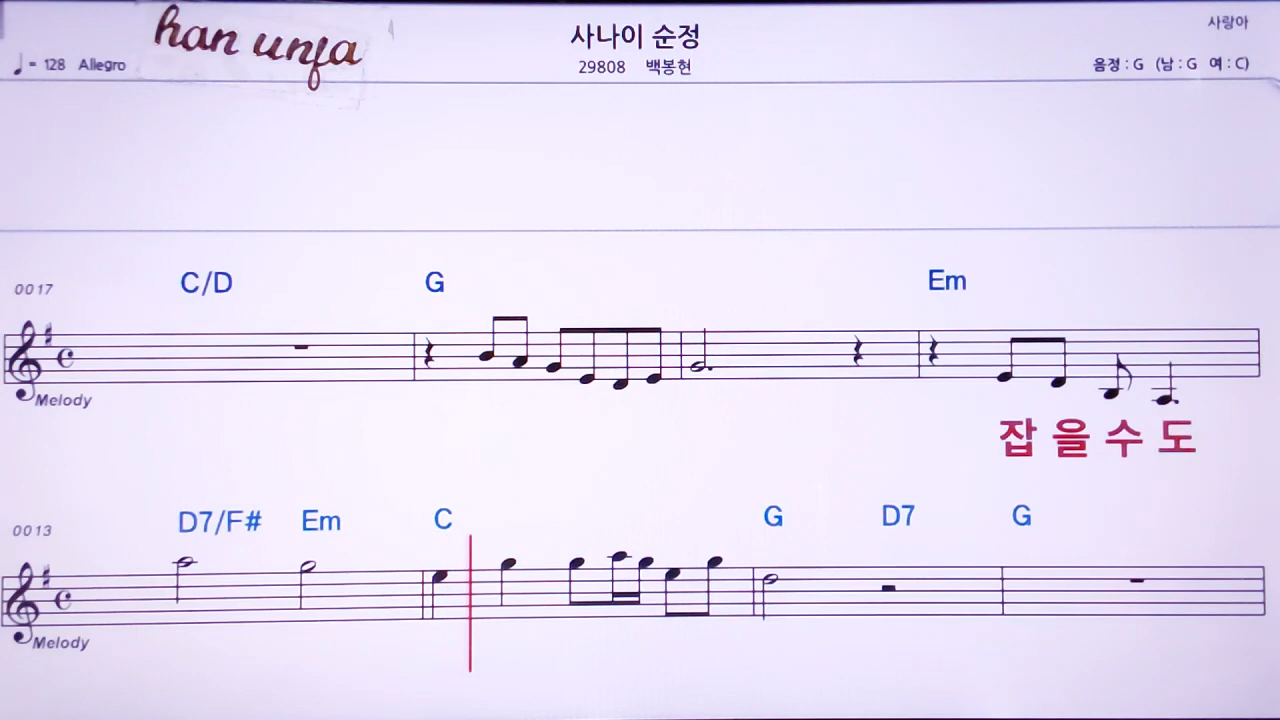 han unfa
사나이 순정
사랑아
♩= 128 Allegro
29808 백봉현
음정 : G (남 : G 여 : C)
0017 C/D G Em
Melody
잡을수도
0013 D7/F# Em C G D7 G
Melody